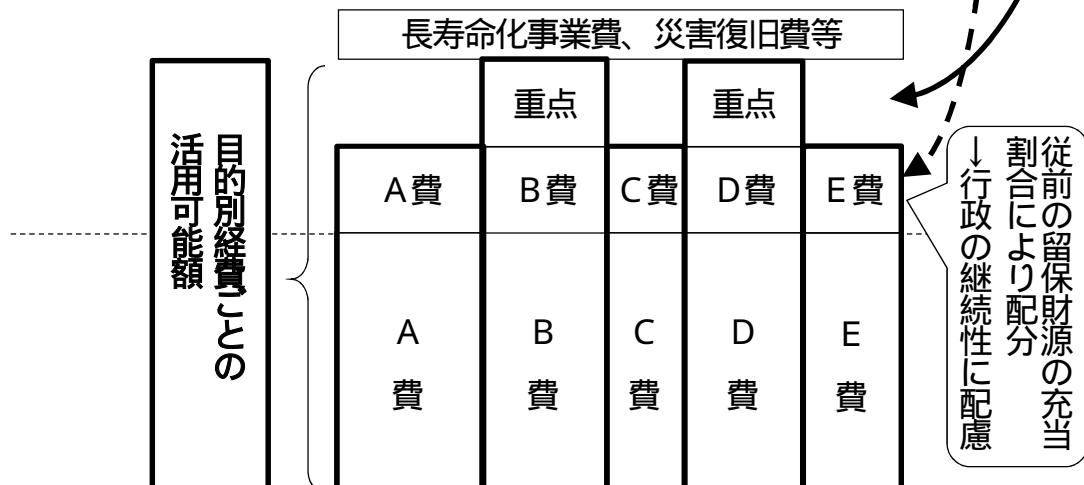 長寿命化事業費、災害復旧費等
目的別経費ごとの
活用可能額
重点
重点
A費
B費
C費
D費
E費
A
費
B
費
C
費
D
費
E
費
従前の留保財源の充当
割合により配分
→行政の継続性に配慮